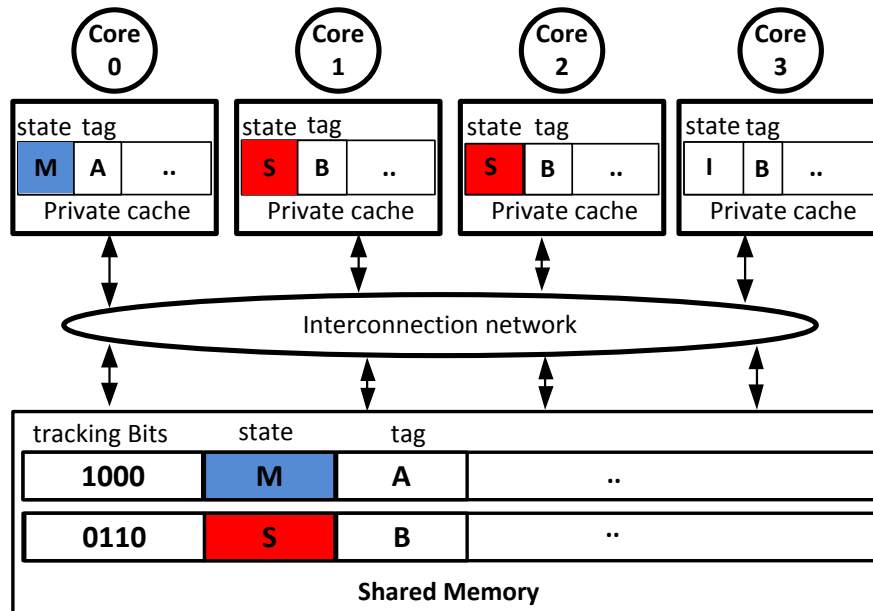 Core 0
Core 1
Core 2
Core 3
state tag
state tag
state tag
state tag
M A ..
S B ..
S B ..
I B ..
Private cache
Private cache
Private cache
Private cache
Interconnection network
tracking Bits state tag
1000 M A ..
0110 S B ..
Shared Memory